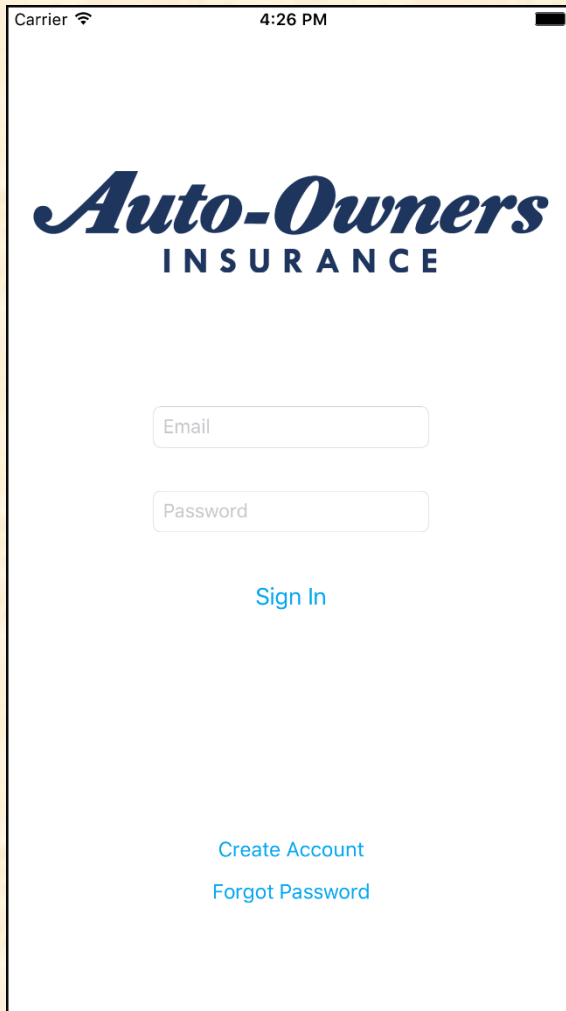 Carrier 4:26 PM
Auto-Owners
INSURANCE
Email
Password
Sign In
Create Account
Forgot Password